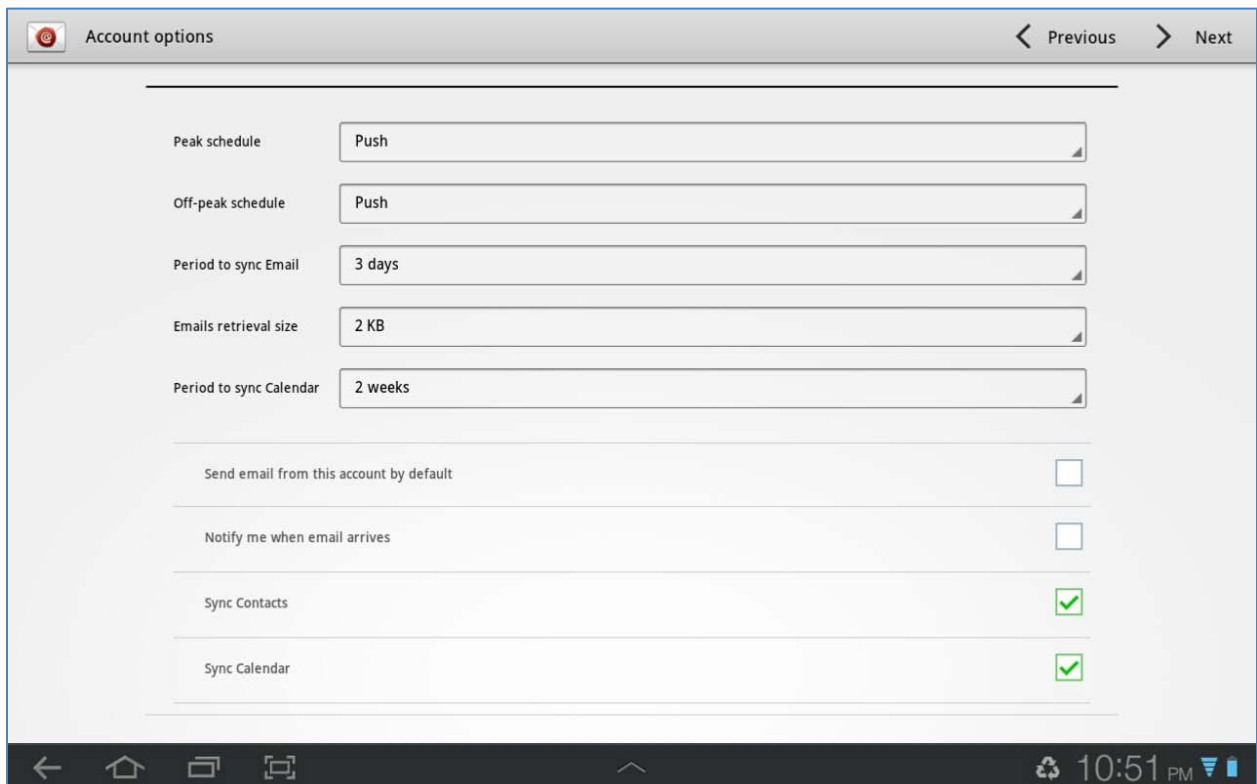 Account options Previous Next
Peak schedule Push
Off-peak schedule Push
Period to sync Email 3 days
Emails retrieval size 2 KB
Period to sync Calendar 2 weeks
Send email from this account by default
Notify me when email arrives
Sync Contacts
Sync Calendar
10:51 PM